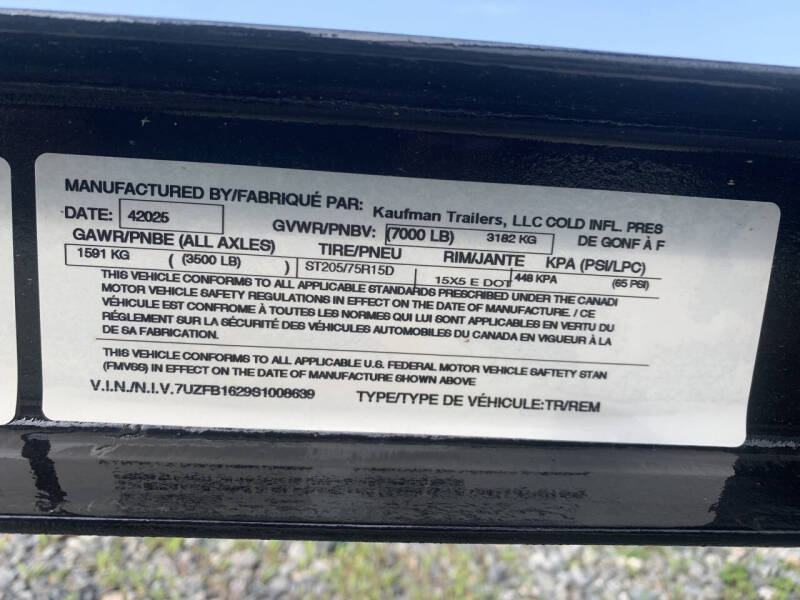 MANUFACTURED BY/FABRIQUÉ PAR: Kaufman Trailers, LLC COLD INFL. PRES
DATE: 42025 GVWR/PNBV: (7000 LB) 3182 KG DE GONF À F
GAWR/PNBE (ALL AXLES) TIRE/PNEU RIM/JANTE KPA (PSI/LPC)
1591 KG ( (3500 LB) ) ST205/75R15D 15X5 E DOT 448 KPA (65 PSI)
THIS VEHICLE CONFORMS TO ALL APPLICABLE STANDARDS PRESCRIBED UNDER THE CANADI
MOTOR VEHICLE SAFETY REGULATIONS IN EFFECT ON THE DATE OF MANUFACTURE. / CE
VÉHICULE EST CONFROME À TOUTES LES NORMES QUI LUI SONT APPLICABLES EN VERTU DU
RÉGLEMENT SUR LA SÉCURITÉ DES VÉHICULES AUTOMOBILES DU CANADA EN VIGUEUR À LA
DE SA FABRICATION.
THIS VEHICLE CONFORMS TO ALL APPLICABLE U.S. FEDERAL MOTOR VEHICLE SAFTETY STAN
(FMVSS) IN EFFECT ON THE DATE OF MANUFACTURE SHOWN ABOVE
V.I.N./N.I.V.7UZFB1629S1008639 TYPE/TYPE DE VÉHICULE:TR/REM